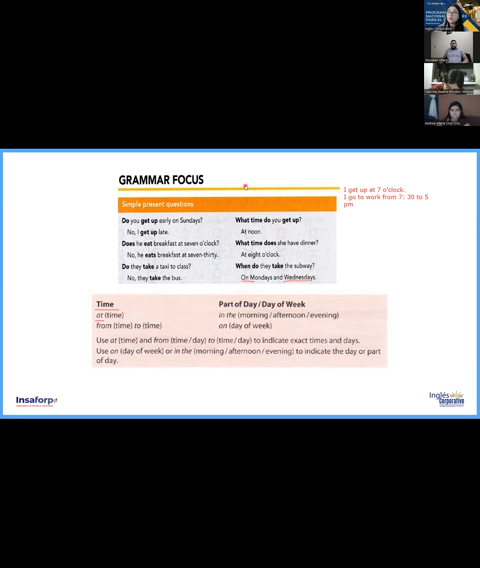 GRAMMAR FOCUS
I get up at 7 o'clock.
I go to work from 7: 30 to 5
pm
Simple present questions
Do you get up early on Sundays?
No, I get up late.
Does he eat breakfast at seven o'clock?
No, he eats breakfast at seven-thirty.
Do they take a taxi to class?
No, they take the bus.
What time do you get up?
At noon.
What time does she have dinner?
At eight o'clock.
When do they take the subway?
On Mondays and Wednesdays.
Time
at (time)
from (time) to (time)
Part of Day / Day of Week
in the (morning / afternoon / evening)
on (day of week)
Use at (time) and from (time / day) to (time / day) to indicate exact times and days.
Use on (day of week) or in the (morning / afternoon / evening) to indicate the day or part
of day.
Insaforp
Inglés
Corporativo